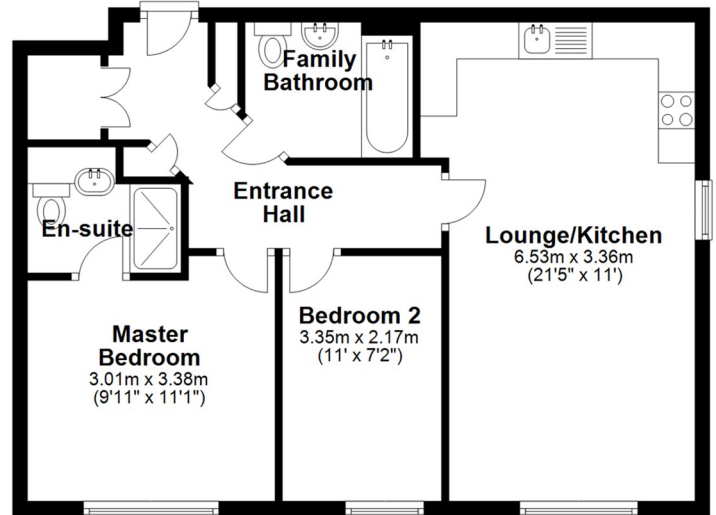 Family
Bathroom
Entrance
Hall
En-suite
Lounge/Kitchen
6.53m x 3.36m
(21'5" x 11')
Master
Bedroom
3.01m x 3.38m
(9'11" x 11'1")
Bedroom 2
3.35m x 2.17m
(11' x 7'2")